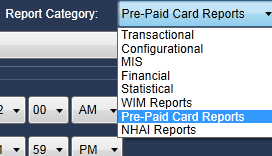 Report Category: Pre-Paid Card Reports
Transactional
Configurational
MIS
Financial
Statistical
WIM Reports
Pre-Paid Card Reports
NHAI Reports
2 00 AM
59 PM